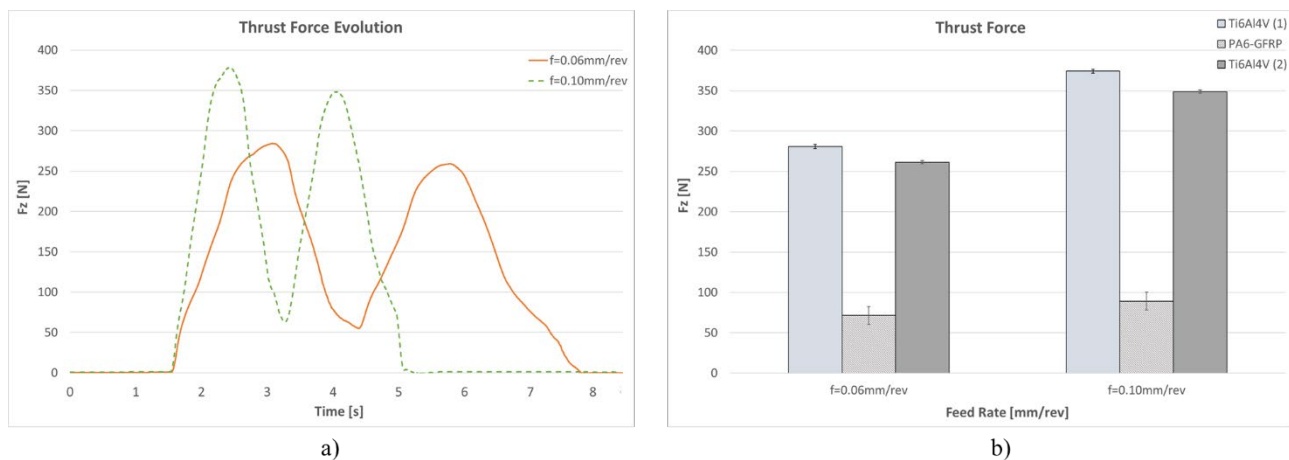 Thrust Force Evolution
f=0.06mm/rev
f=0.10mm/rev
Fz [N]
400
350
300
250
200
150
100
50
0
0 1 2 3 4 5 6 7 8
Time [s]
a)
Thrust Force
Ti6Al4V (1)
PA6-GFRP
Ti6Al4V (2)
Fz [N]
400
350
300
250
200
150
100
50
0
f=0.06mm/rev f=0.10mm/rev
Feed Rate [mm/rev]
b)